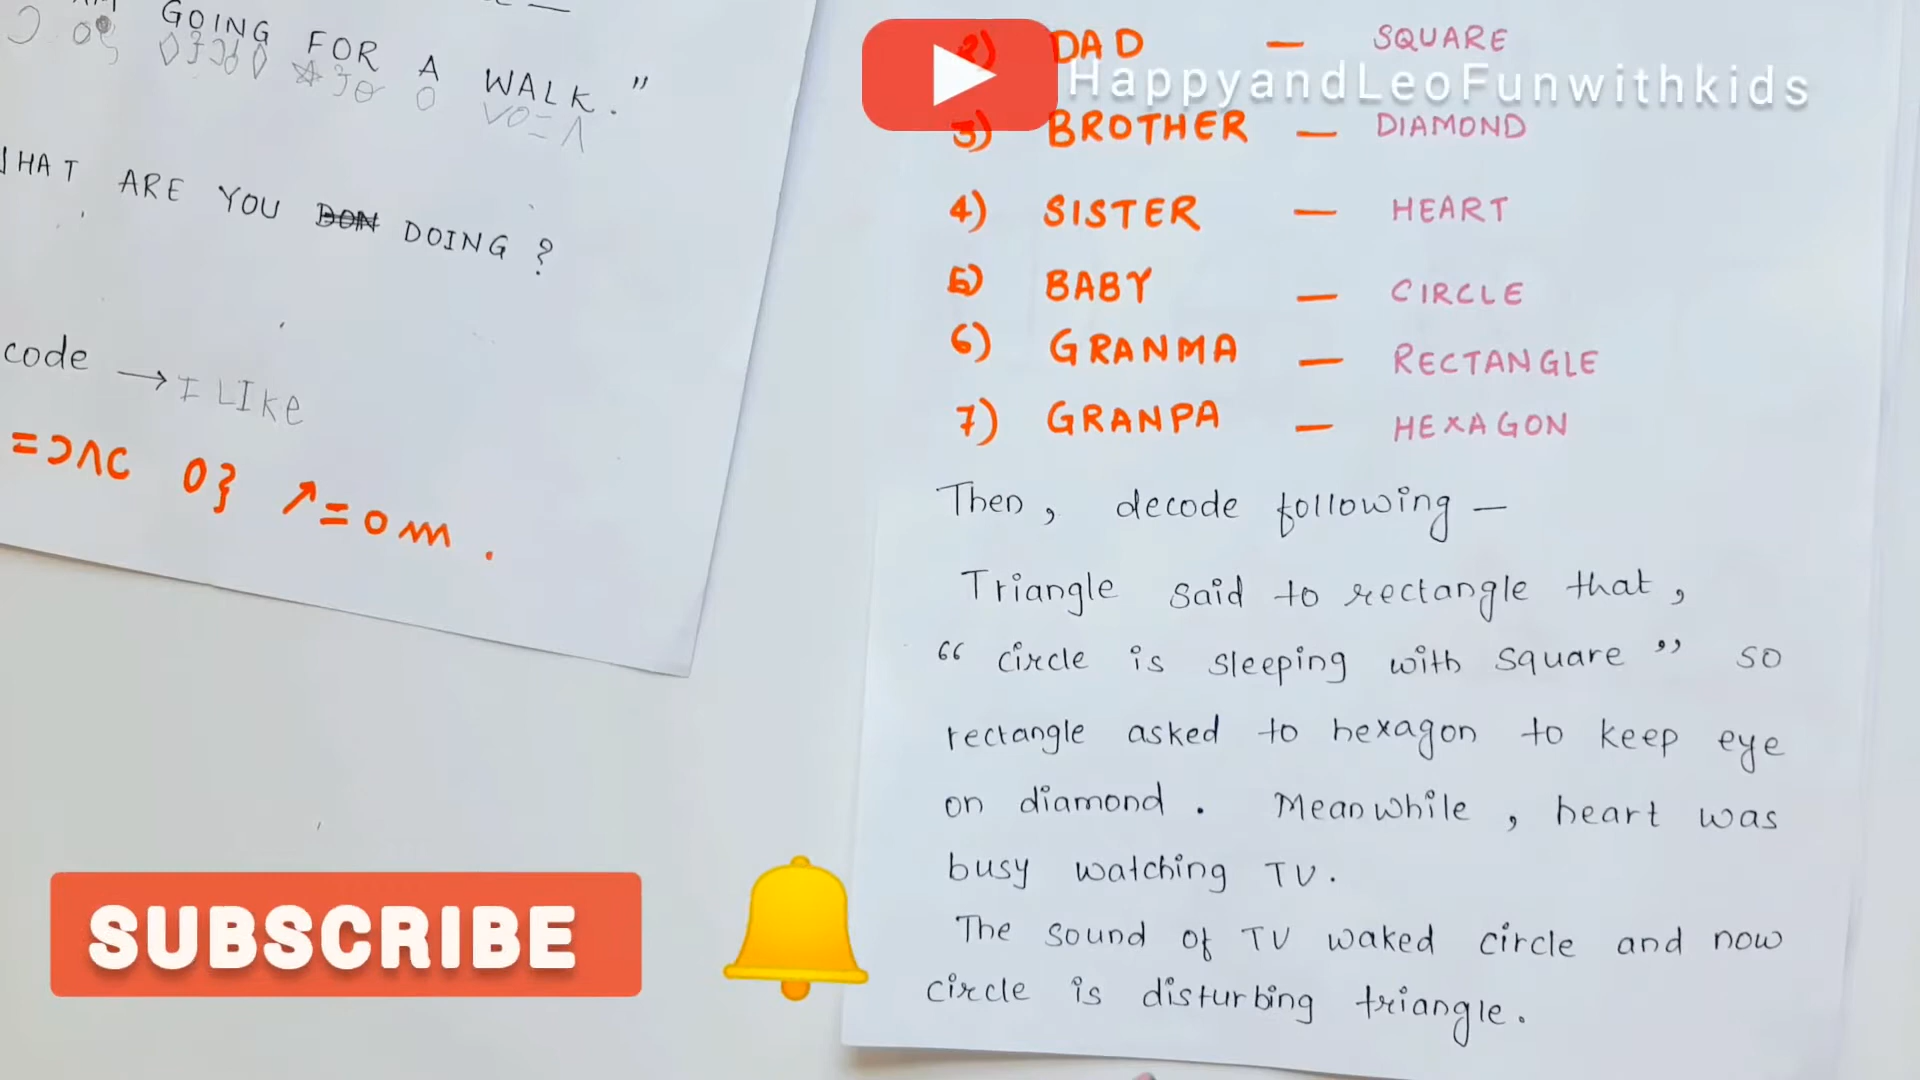 GOING FOR A WALK."
WHAT ARE YOU DOING ?
code → I LIKE
2) DAD — SQUARE
HappyandLeoFunwithkids
3) BROTHER — DIAMOND
4) SISTER — HEART
5) BABY — CIRCLE
6) GRANMA — RECTANGLE
7) GRANPA — HEXAGON
Then, decode following —
Triangle said to rectangle that,
" circle is sleeping with square " so
rectangle asked to hexagon to keep eye
on diamond. Meanwhile, heart was
busy watching TV.
The sound of TV waked circle and now
circle is disturbing triangle.
SUBSCRIBE